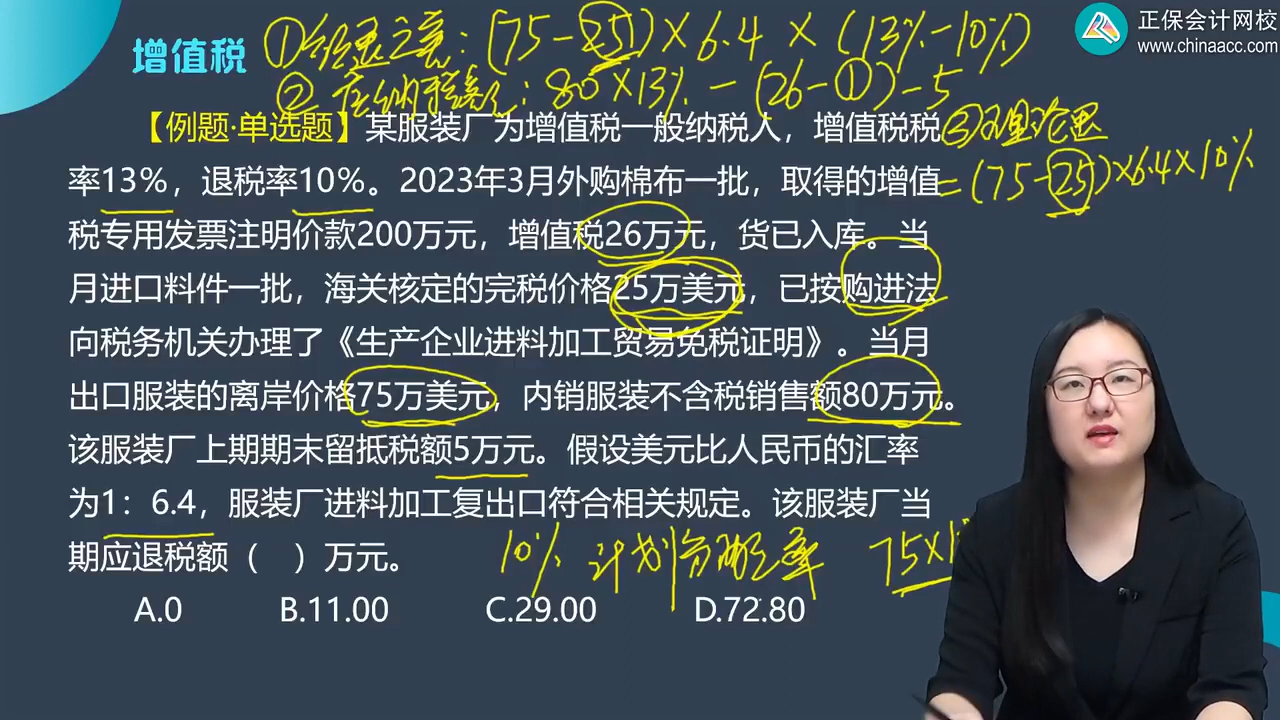 正保会计网校
www.chinaacc.com
增值税
①给退之差：(75-25)×6.4×(13%-10%)
②应纳税额：80×13%-(26-①)-5
③理论退
=(75-25)×6.4×10%
【例题·单选题】某服装厂为增值税一般纳税人，增值税税
率13%，退税率10%。2023年3月外购棉布一批，取得的增值
税专用发票注明价款200万元，增值税26万元，货已入库。当
月进口料件一批，海关核定的完税价格25万美元，已按购进法
向税务机关办理了《生产企业进料加工贸易免税证明》。当月
出口服装的离岸价格75万美元，内销服装不含税销售额80万元。
该服装厂上期期末留抵税额5万元。假设美元比人民币的汇率
为1：6.4，服装厂进料加工复出口符合相关规定。该服装厂当
期应退税额（ ）万元。
10% 计划分配率 75×1
A.0 B.11.00 C.29.00 D.72.80